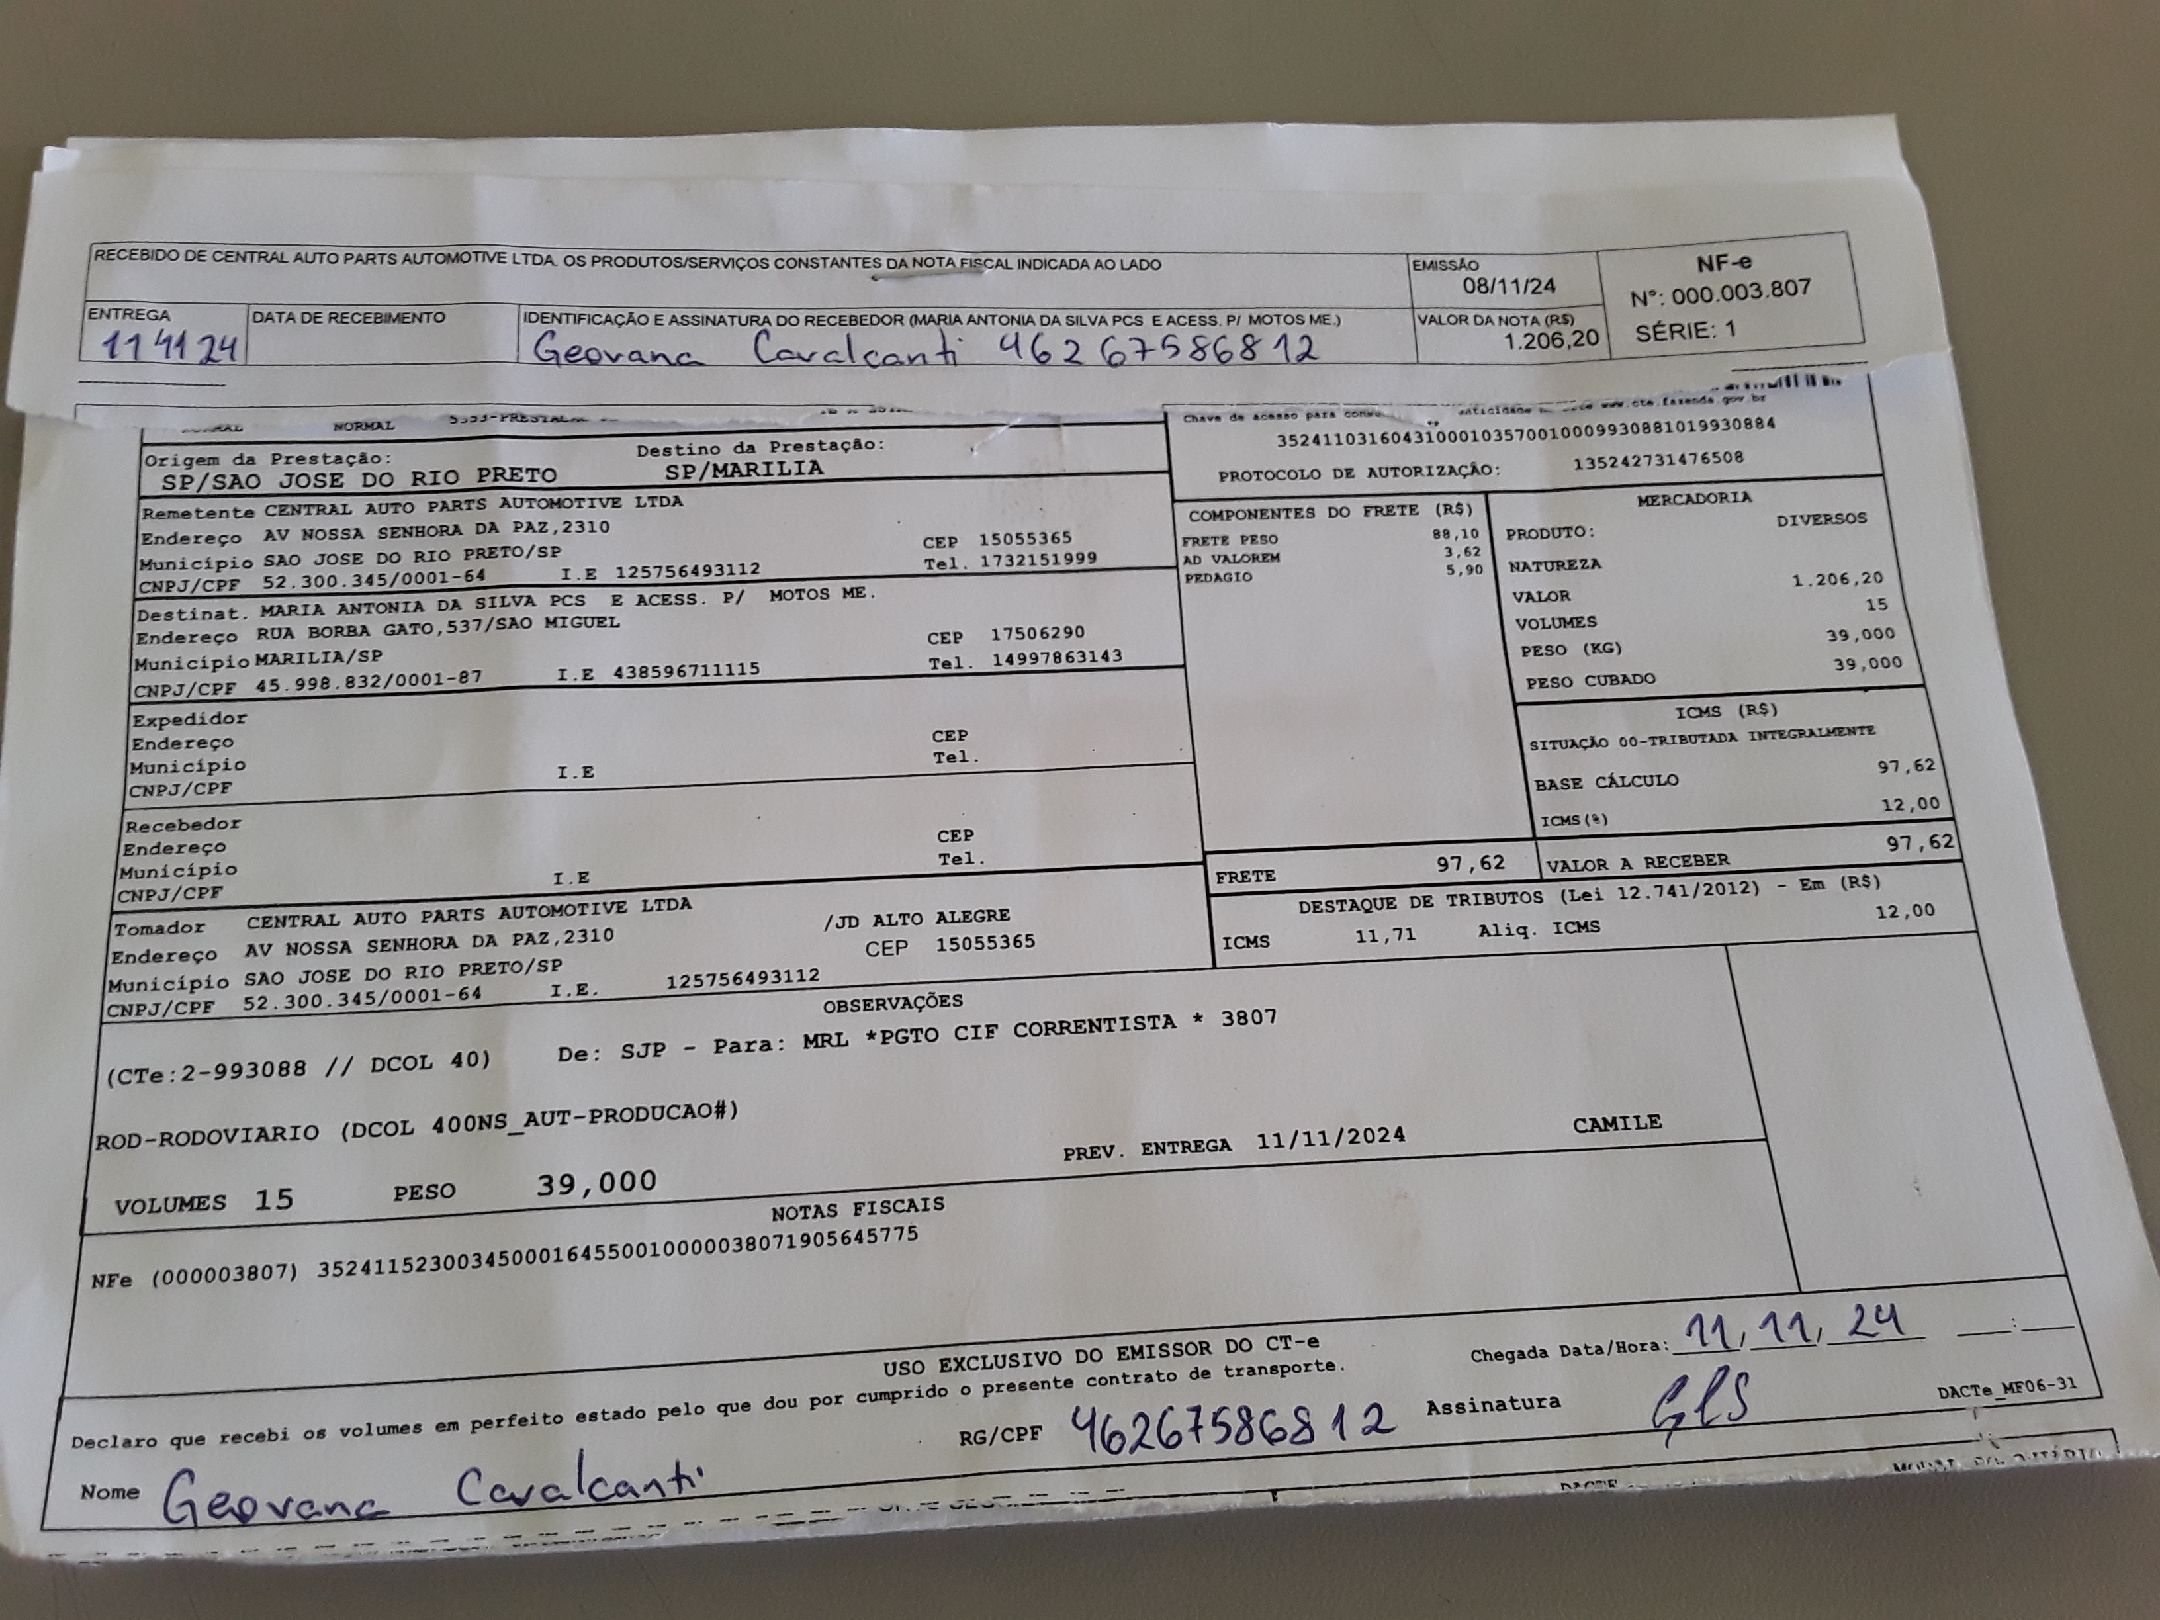 RECEBIDO DE CENTRAL AUTO PARTS AUTOMOTIVE LTDA. OS PRODUTOS/SERVIÇOS CONSTANTES DA NOTA FISCAL INDICADA AO LADO
EMISSÃO
08/11/24
NF-e
Nº: 000.003.807
SÉRIE: 1
ENTREGA
11 11 24
DATA DE RECEBIMENTO
IDENTIFICAÇÃO E ASSINATURA DO RECEBEDOR (MARIA ANTONIA DA SILVA PCS E ACESS. P/ MOTOS ME.)
Geovana Cavalcanti 46267586812
VALOR DA NOTA (R$)
1.206,20
NORMAL
Chave de acesso para www.cte.fazenda.gov.br
35241103160431000103570010009930881019930884
PROTOCOLO DE AUTORIZAÇÃO: 135242731476508
Origem da Prestação: Destino da Prestação:
SP/SAO JOSE DO RIO PRETO SP/MARILIA
Remetente CENTRAL AUTO PARTS AUTOMOTIVE LTDA
Endereço AV NOSSA SENHORA DA PAZ,2310 CEP 15055365
Município SAO JOSE DO RIO PRETO/SP Tel. 1732151999
CNPJ/CPF 52.300.345/0001-64 I.E 125756493112
Destinat. MARIA ANTONIA DA SILVA PCS E ACESS. P/ MOTOS ME.
Endereço RUA BORBA GATO,537/SAO MIGUEL CEP 17506290
Município MARILIA/SP Tel. 14997863143
CNPJ/CPF 45.998.832/0001-87 I.E 438596711115
Expedidor
Endereço CEP
Município Tel.
CNPJ/CPF I.E
Recebedor
Endereço CEP
Município Tel.
CNPJ/CPF I.E
Tomador CENTRAL AUTO PARTS AUTOMOTIVE LTDA
Endereço AV NOSSA SENHORA DA PAZ,2310 /JD ALTO ALEGRE
Município SAO JOSE DO RIO PRETO/SP CEP 15055365
CNPJ/CPF 52.300.345/0001-64 I.E. 125756493112
COMPONENTES DO FRETE (R$)
FRETE PESO 88,10
AD VALOREM 3,62
PEDAGIO 5,90
MERCADORIA
PRODUTO: DIVERSOS
NATUREZA
VALOR 1.206,20
VOLUMES 15
PESO (KG) 39,000
PESO CUBADO 39,000
ICMS (R$)
SITUAÇÃO 00-TRIBUTADA INTEGRALMENTE
BASE CÁLCULO 97,62
ICMS(%) 12,00
FRETE 97,62 VALOR A RECEBER 97,62
DESTAQUE DE TRIBUTOS (Lei 12.741/2012) - Em (R$)
ICMS 11,71 Aliq. ICMS 12,00
OBSERVAÇÕES
(CTe:2-993088 // DCOL 40) De: SJP - Para: MRL *PGTO CIF CORRENTISTA * 3807
ROD-RODOVIARIO (DCOL 400NS_AUT-PRODUCAO#)
PREV. ENTREGA 11/11/2024 CAMILE
VOLUMES 15 PESO 39,000
NOTAS FISCAIS
NFe (000003807) 35241152300345000164550010000038071905645775
USO EXCLUSIVO DO EMISSOR DO CT-e
Chegada Data/Hora: 11, 11, 24 :
Declaro que recebi os volumes em perfeito estado pelo que dou por cumprido o presente contrato de transporte.
Nome Geovana Cavalcanti RG/CPF 46267586812 Assinatura
DACTe_MF06-31